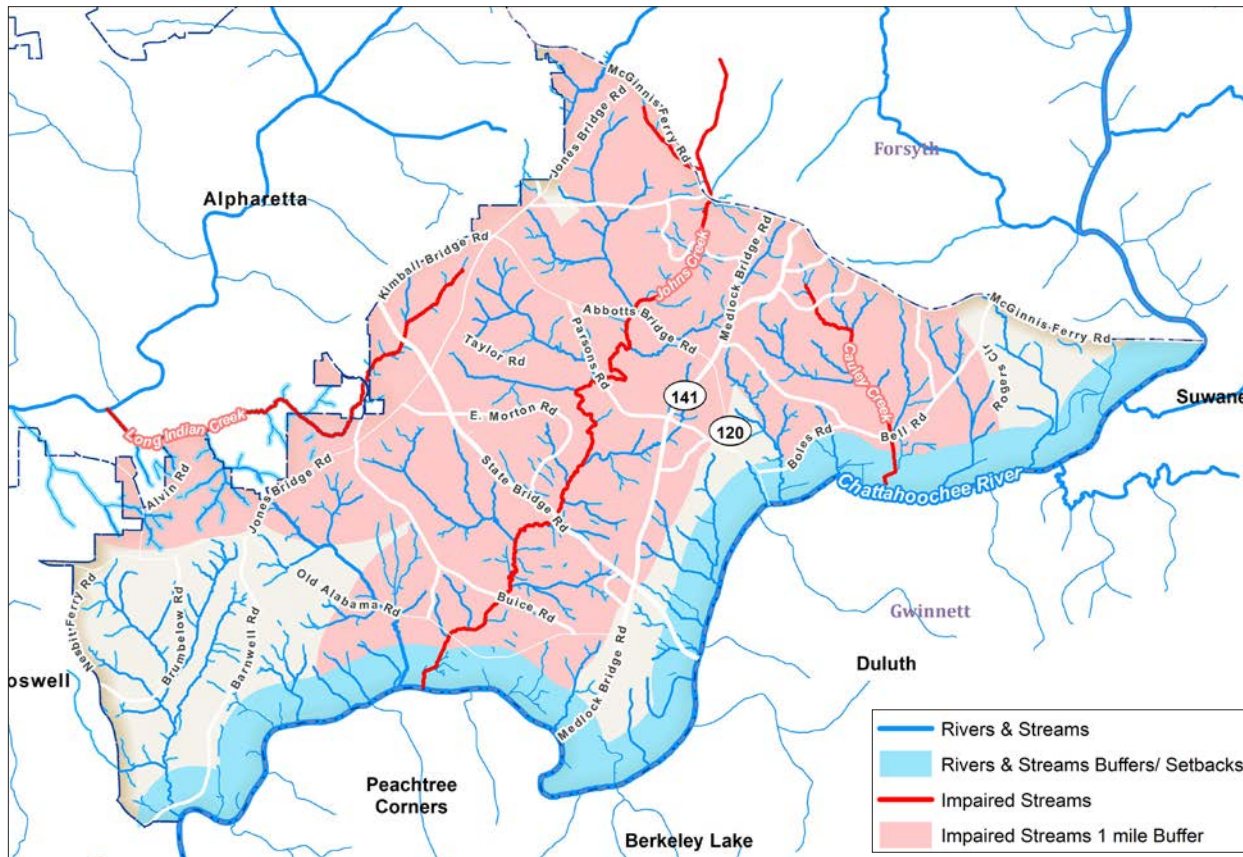 McGinnis-Ferry Rd
Jones Bridge Rd
Forsyth
Alpharetta
Kimball-Bridge Rd
Johns Creek
Medlock Bridge Rd
McGinnis-Ferry Rd
Abbotts Bridge Rd
Parsons Rd
Taylor Rd
Cauley Creek
Rogers Cir
Suwane
141
120
E. Morton Rd
Bell Rd
Boles Rd
Long Indian Creek
Alvin Rd
Jones Bridge Rd
State Bridge Rd
Chattahoochee River
Gwinnett
Old Alabama Rd
Buice Rd
Nesbit-Ferry Rd
Brumbelow Rd
Barnwell Rd
Medlock Bridge Rd
oswell
Duluth
Peachtree
Corners
Berkeley Lake
Rivers & Streams
Rivers & Streams Buffers/ Setbacks
Impaired Streams
Impaired Streams 1 mile Buffer